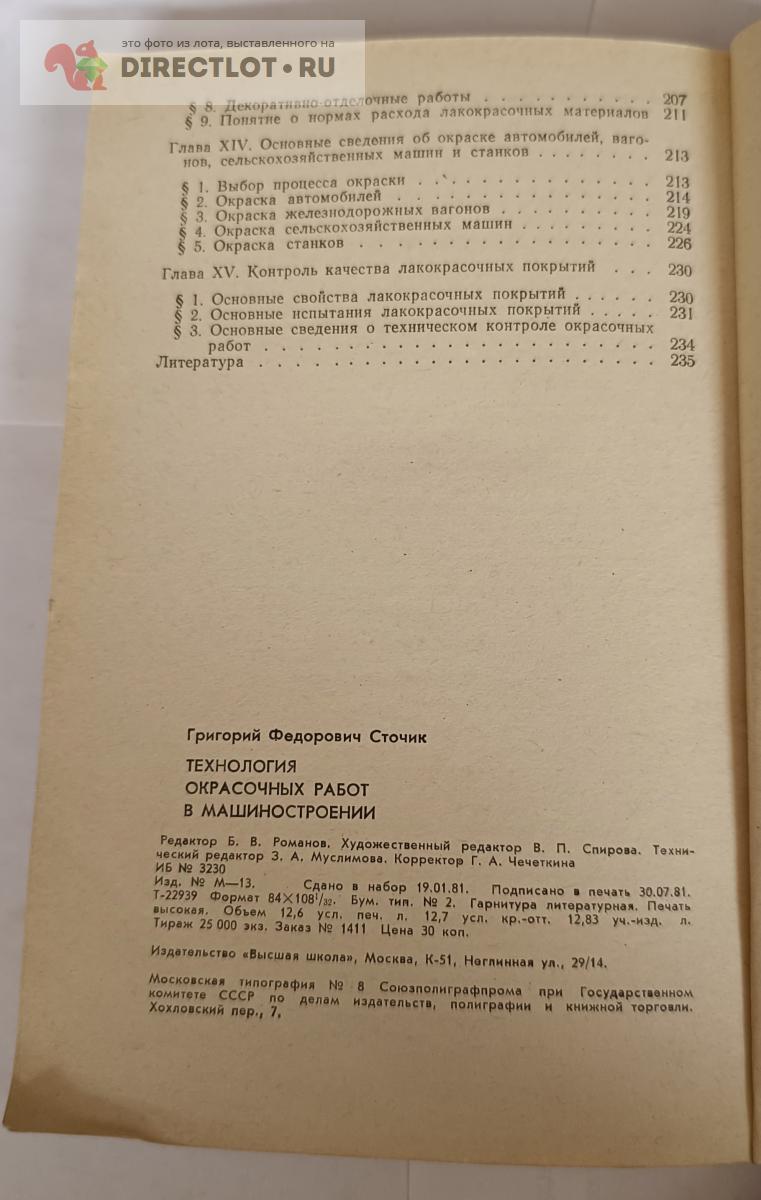 это фото из лота, выставленного на
DIRECTLOT.RU
§ 8. Декоративно-отделочные работы . . . . . . . . . . 207
§ 9. Понятие о нормах расхода лакокрасочных материалов 211
Глава XIV. Основные сведения об окраске автомобилей, ваго-
нов, сельскохозяйственных машин и станков . . . . . . . 213
§ 1. Выбор процесса окраски . . . . . . . . . . . . . 213
§ 2. Окраска автомобилей . . . . . . . . . . . . . . 214
§ 3. Окраска железнодорожных вагонов . . . . . . . . . 219
§ 4. Окраска сельскохозяйственных машин . . . . . . . . 224
§ 5. Окраска станков . . . . . . . . . . . . . . . . 226
Глава XV. Контроль качества лакокрасочных покрытий . . . 230
§ 1. Основные свойства лакокрасочных покрытий . . . . . . 230
§ 2. Основные испытания лакокрасочных покрытий . . . . . 231
§ 3. Основные сведения о техническом контроле окрасочных
работ . . . . . . . . . . . . . . . . . . . . 234
Литература . . . . . . . . . . . . . . . . . . . . 235
Григорий Федорович Сточик
ТЕХНОЛОГИЯ
ОКРАСОЧНЫХ РАБОТ
В МАШИНОСТРОЕНИИ
Редактор Б. В. Романов. Художественный редактор В. П. Спирова. Техни-
ческий редактор З. А. Муслимова. Корректор Г. А. Чечеткина
ИБ № 3230
Изд. № М—13. Сдано в набор 19.01.81. Подписано в печать 30.07.81.
Т-22939 Формат 84×108¹/₃₂. Бум. тип. № 2. Гарнитура литературная. Печать
высокая. Объем 12,6 усл. печ. л. 12,7 усл. кр.-отт. 12,83 уч.-изд. л.
Тираж 25 000 экз. Заказ № 1411 Цена 30 коп.
Издательство «Высшая школа», Москва, К-51, Неглинная ул., 29/14.
Московская типография № 8 Союзполиграфпрома при Государственном
комитете СССР по делам издательств, полиграфии и книжной торговли.
Хохловский пер., 7,